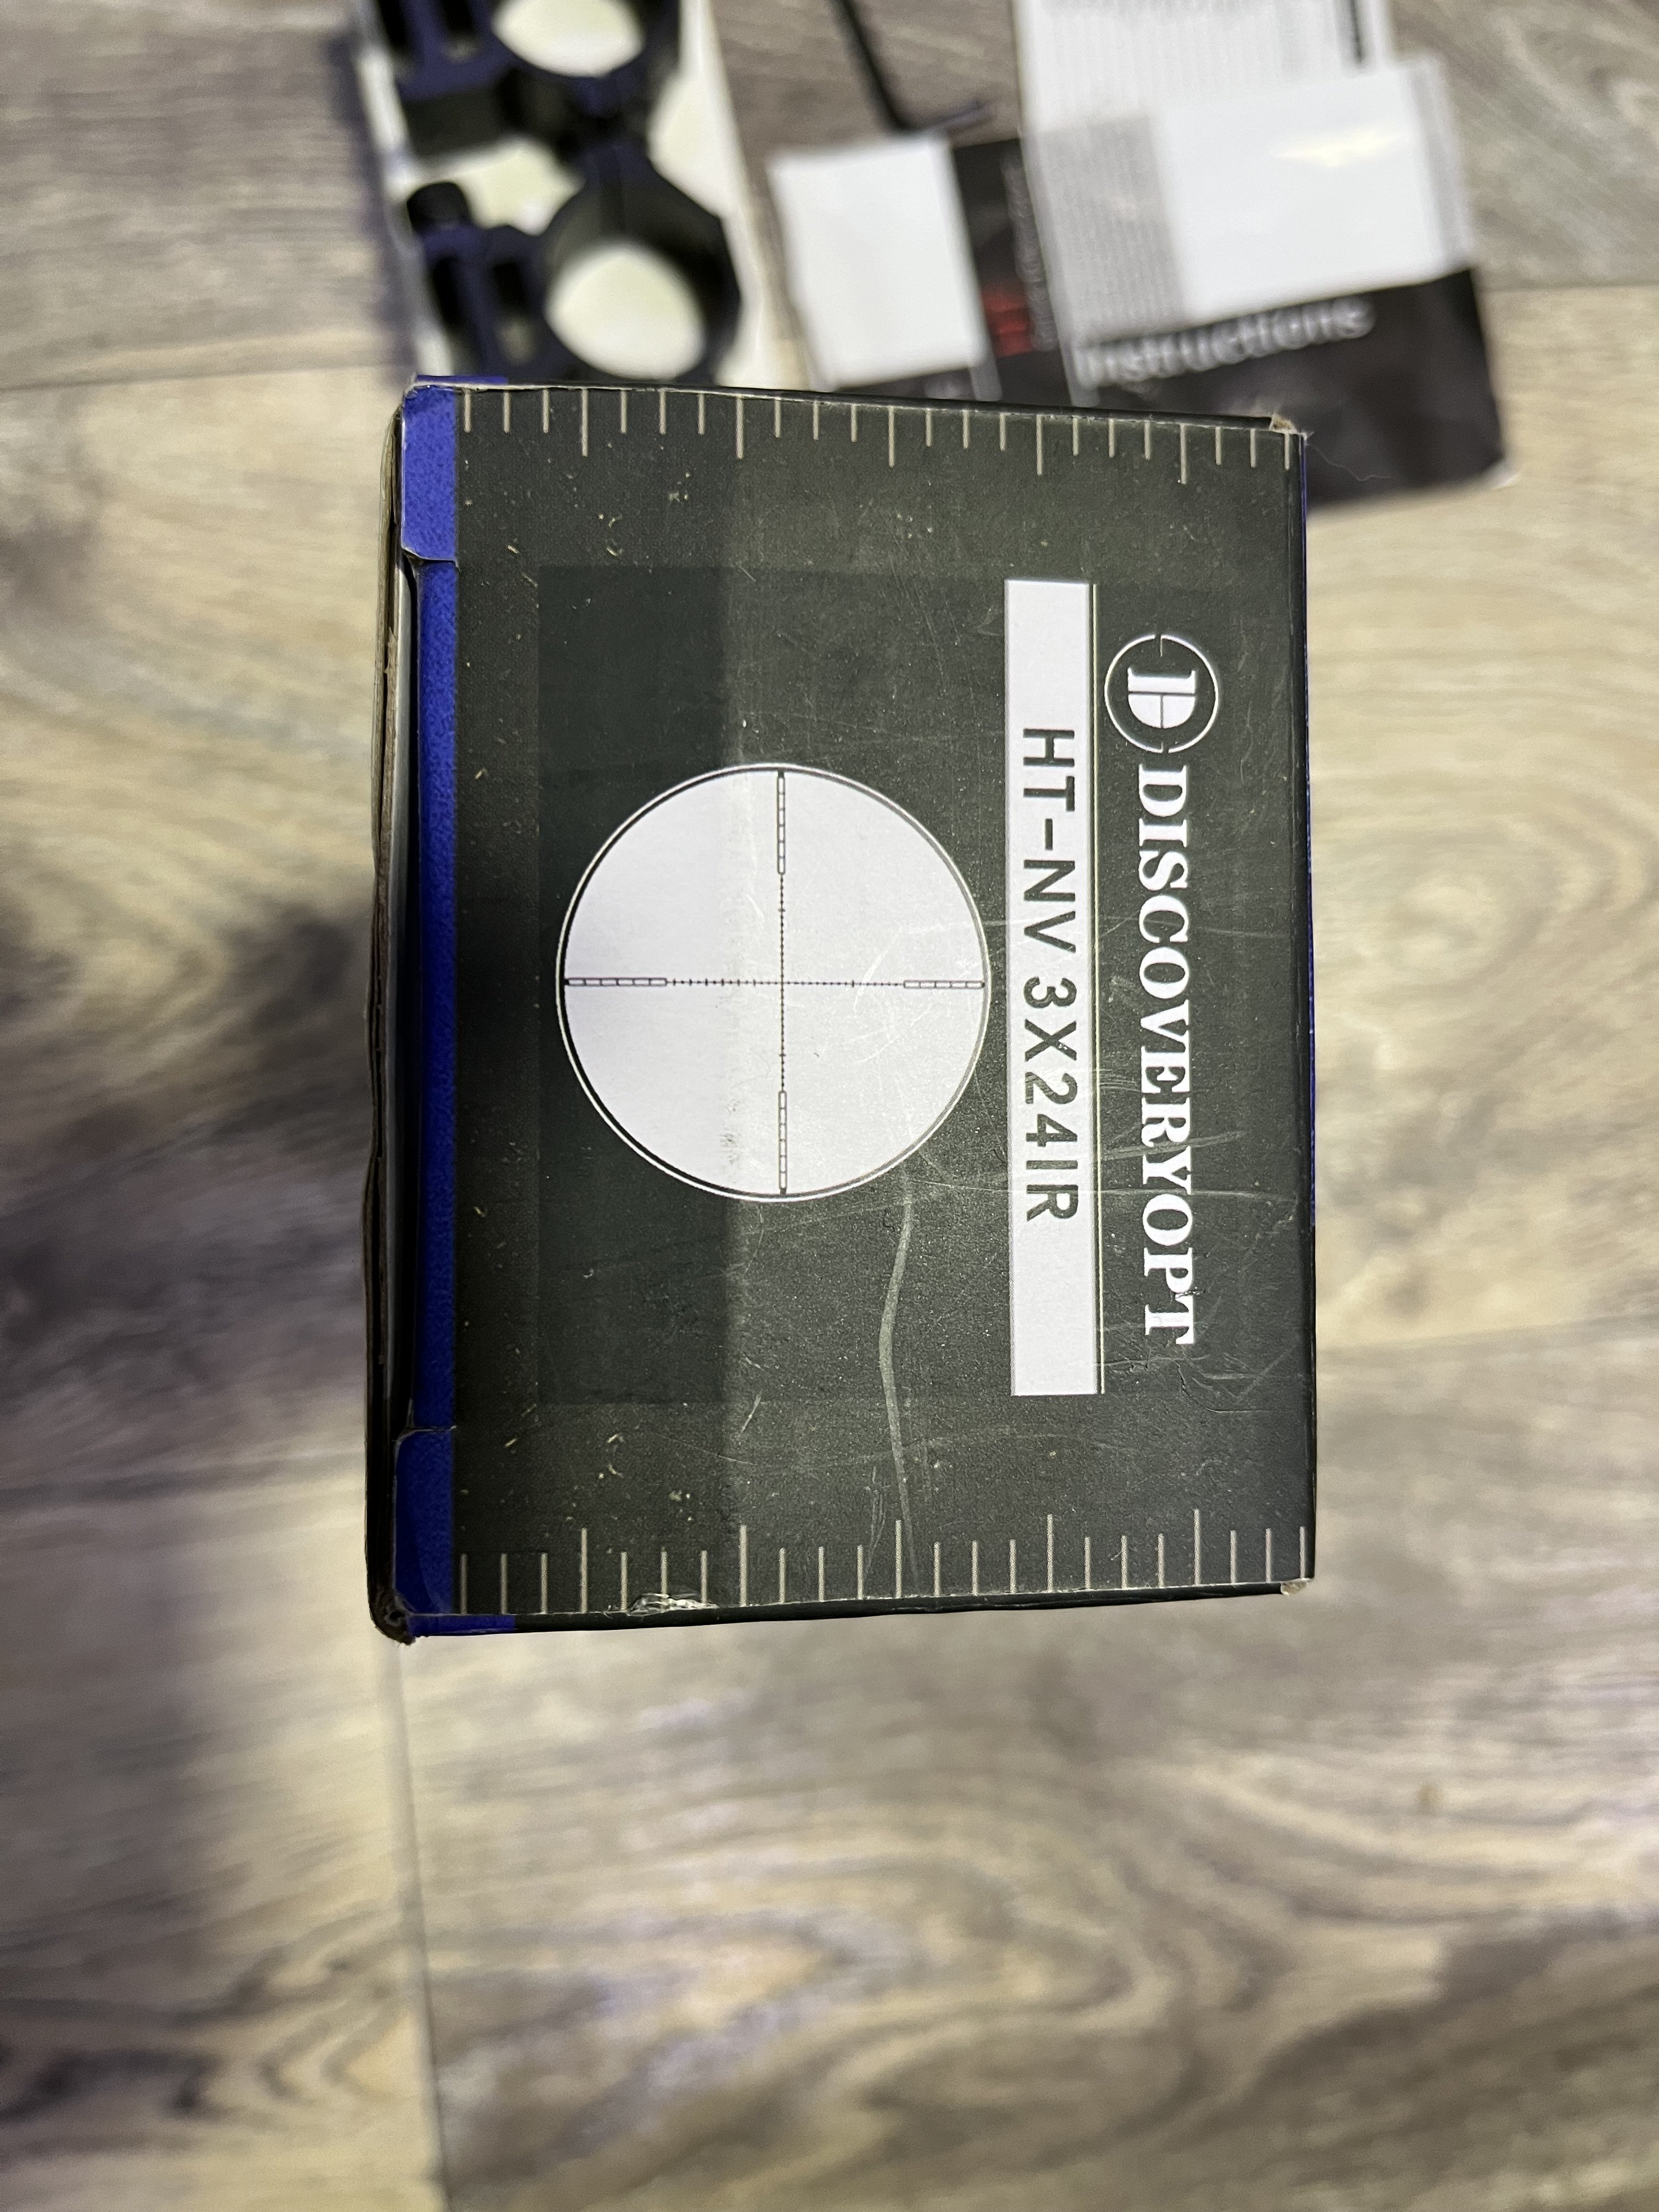 DISCOVERYOPT
HT-NV 3X24IR
Instructions